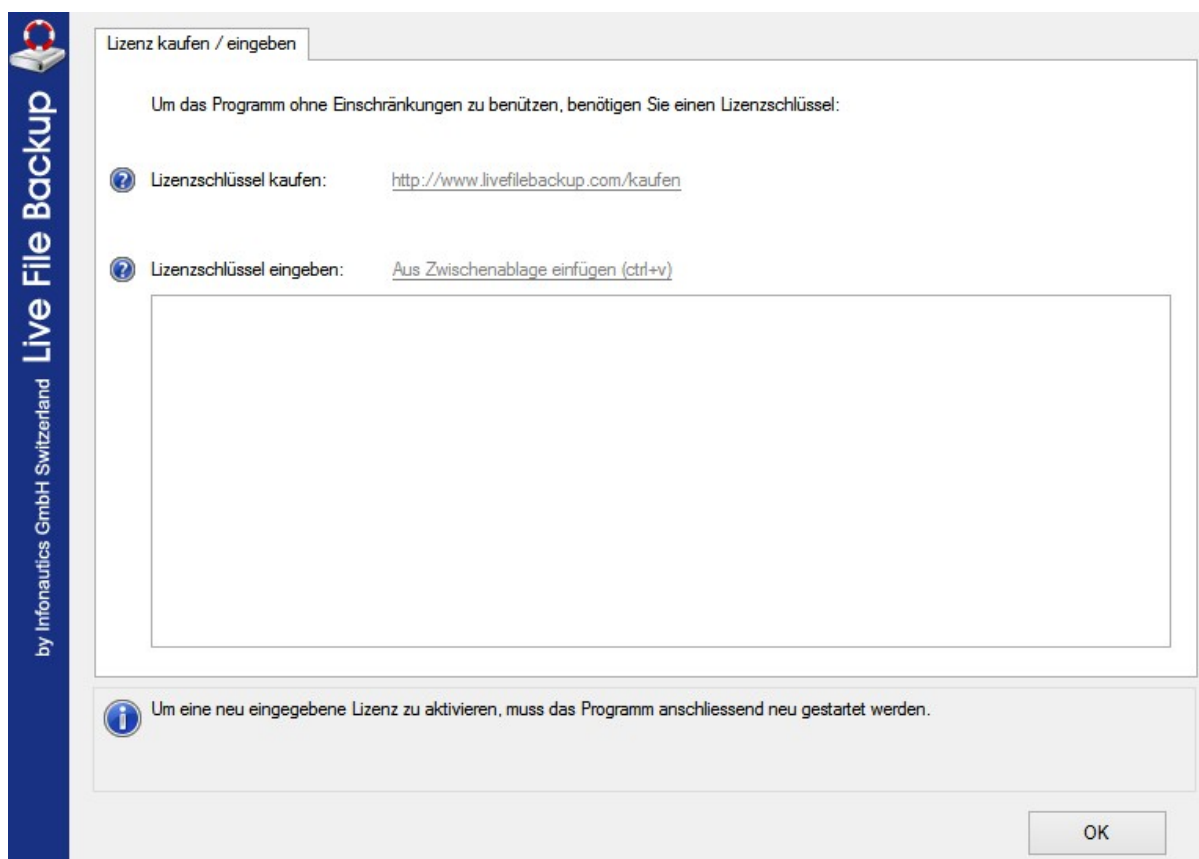 Lizenz kaufen / eingeben
Um das Programm ohne Einschränkungen zu benützen, benötigen Sie einen Lizenzschlüssel:
Lizenzschlüssel kaufen: http://www.livefilebackup.com/kaufen
Lizenzschlüssel eingeben: Aus Zwischenablage einfügen (ctrl+v)
Um eine neu eingegebene Lizenz zu aktivieren, muss das Programm anschliessend neu gestartet werden.
OK
by Infonautics GmbH Switzerland Live File Backup